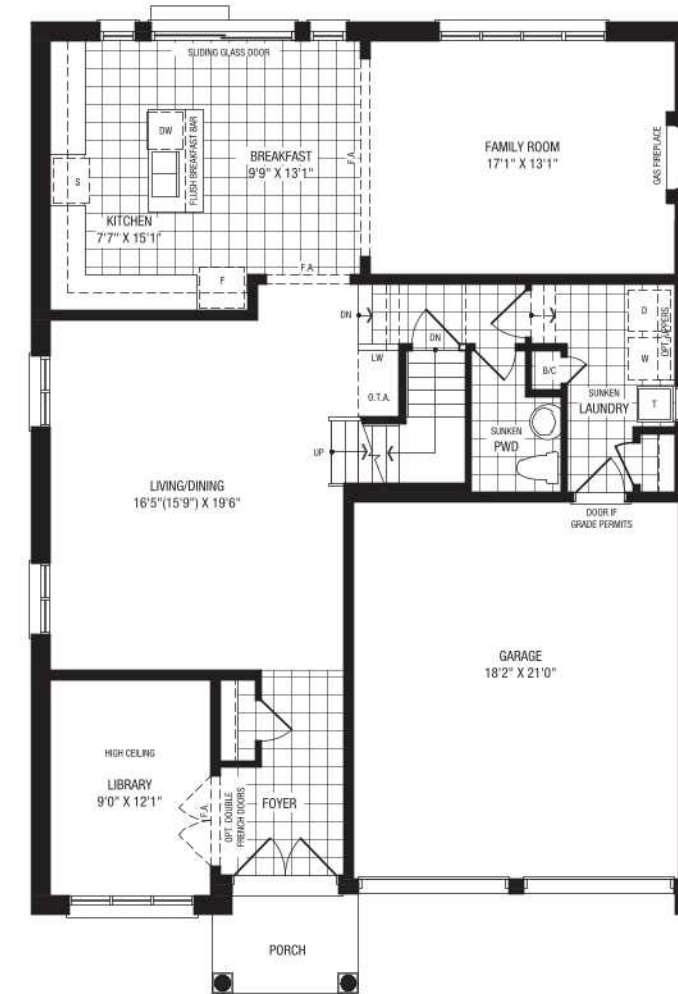 SLIDING GLASS DOOR
DW
FLUSH BREAKFAST BAR
BREAKFAST
9'9" X 13'1"
F.A.
FAMILY ROOM
17'1" X 13'1"
GAS FIREPLACE
S
KITCHEN
7'7" X 15'1"
F
F.A.
DN
DN
LW
O.T.A.
UP
D
W
OPT. UPPERS
B/C
T
SUNKEN
LAUNDRY
SUNKEN
PWD
LIVING/DINING
16'5"(15'9") X 19'6"
DOOR IF
GRADE PERMITS
GARAGE
18'2" X 21'0"
HIGH CEILING
LIBRARY
9'0" X 12'1"
F.A.
OPT. DOUBLE
FRENCH DOORS
FOYER
PORCH